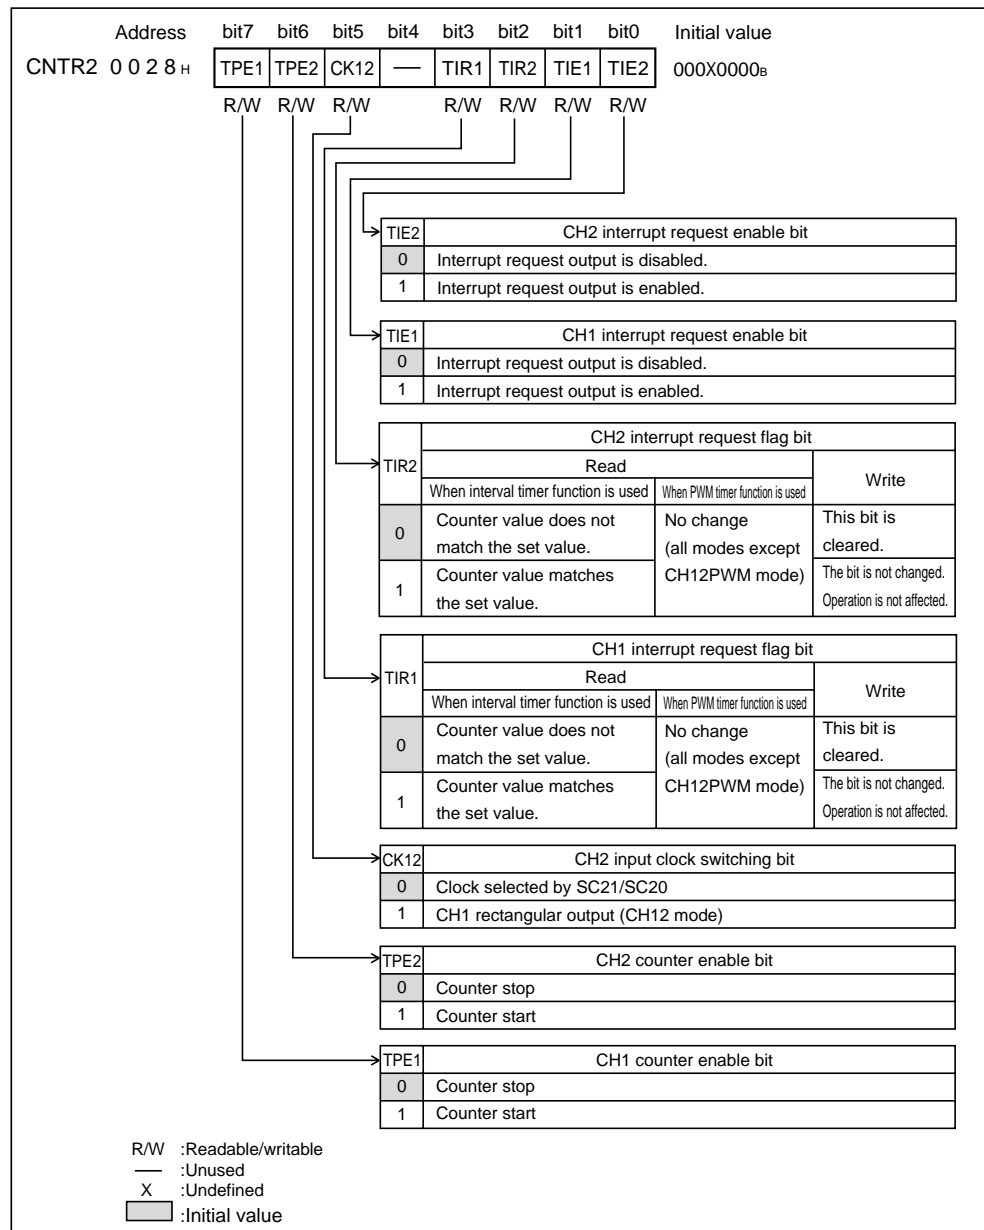 Address bit7 bit6 bit5 bit4 bit3 bit2 bit1 bit0 Initial value
CNTR2 0 0 2 8 H TPE1 TPE2 CK12 — TIR1 TIR2 TIE1 TIE2 000X0000B
R/W R/W R/W R/W R/W R/W R/W
TIE2 CH2 interrupt request enable bit
0 Interrupt request output is disabled.
1 Interrupt request output is enabled.
TIE1 CH1 interrupt request enable bit
0 Interrupt request output is disabled.
1 Interrupt request output is enabled.
TIR2 CH2 interrupt request flag bit
Read Write
When interval timer function is used When PWM timer function is used
0 Counter value does not match the set value.
No change
(all modes except
CH12PWM mode)
This bit is
cleared.
1 Counter value matches
the set value.
The bit is not changed.
Operation is not affected.
TIR1 CH1 interrupt request flag bit
Read Write
When interval timer function is used When PWM timer function is used
0 Counter value does not
match the set value.
No change
(all modes except
CH12PWM mode)
This bit is
cleared.
1 Counter value matches
the set value.
The bit is not changed.
Operation is not affected.
CK12 CH2 input clock switching bit
0 Clock selected by SC21/SC20
1 CH1 rectangular output (CH12 mode)
TPE2 CH2 counter enable bit
0 Counter stop
1 Counter start
TPE1 CH1 counter enable bit
0 Counter stop
1 Counter start
R/W :Readable/writable
— :Unused
X :Undefined
:Initial value